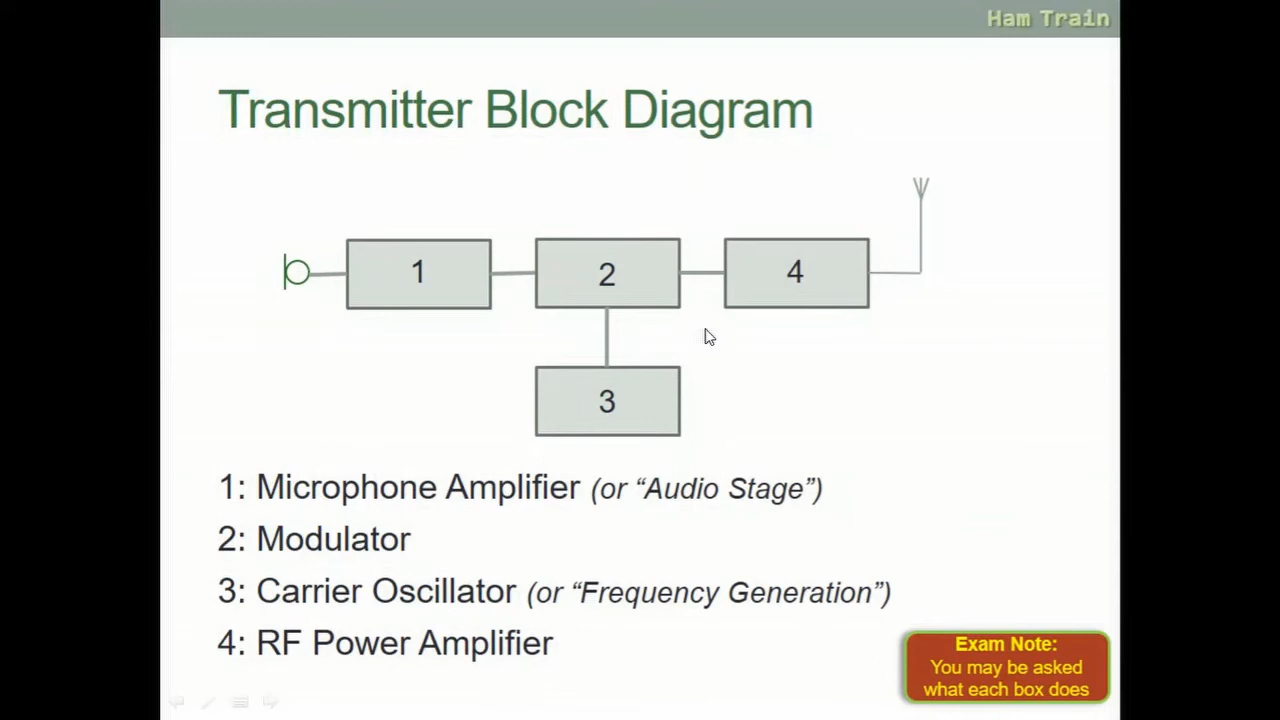 Ham Train
Transmitter Block Diagram
1
2
4
3
1: Microphone Amplifier (or “Audio Stage”)
2: Modulator
3: Carrier Oscillator (or “Frequency Generation”)
4: RF Power Amplifier
Exam Note:
You may be asked
what each box does